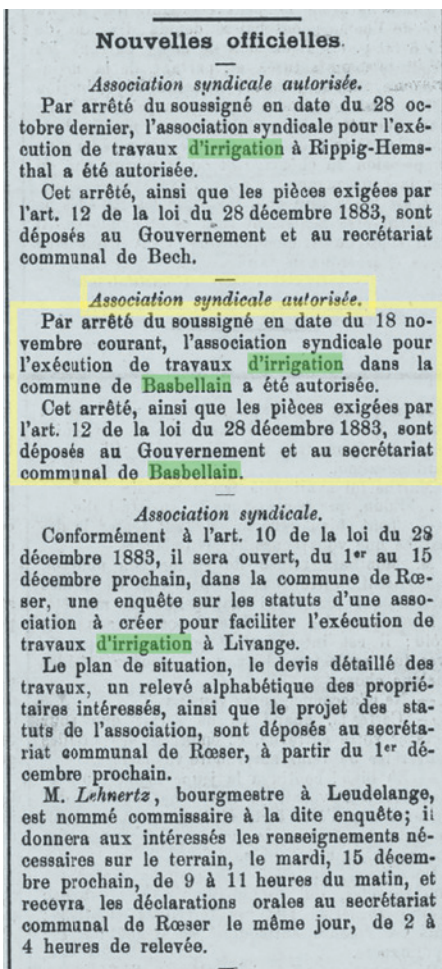 Nouvelles officielles.
Association syndicale autorisée.
Par arrêté du soussigné en date du 28 oc-
tobre dernier, l'association syndicale pour l'exé-
cution de travaux d'irrigation à Rippig-Hems-
thal a été autorisée.
Cet arrêté, ainsi que les pièces exigées par
l'art. 12 de la loi du 28 décembre 1883, sont
déposés au Gouvernement et au recrétariat
communal de Bech.
Association syndicale autorisée.
Par arrêté du soussigné en date du 18 no-
vembre courant, l'association syndicale pour
l'exécution de travaux d'irrigation dans la
commune de Basbellain a été autorisée.
Cet arrêté, ainsi que les pièces exigées par
l'art. 12 de la loi du 28 décembre 1883, sont
déposés au Gouvernement et au secrétariat
communal de Basbellain.
Association syndicale.
Conformément à l'art. 10 de la loi du 28
décembre 1883, il sera ouvert, du 1er au 15
décembre prochain, dans la commune de Rœ-
ser, une enquête sur les statuts d'une asso-
ciation à créer pour faciliter l'exécution de
travaux d'irrigation à Livange.
Le plan de situation, le devis détaillé des
travaux, un relevé alphabétique des proprié-
taires intéressés, ainsi que le projet des sta-
tuts de l'association, sont déposés au secréta-
riat communal de Rœser, à partir du 1er dé-
cembre prochain.
M. Lehnertz, bourgmestre à Leudelange,
est nommé commissaire à la dite enquête; il
donnera aux intéressés les renseignements né-
cessaires sur le terrain, le mardi, 15 décem-
bre prochain, de 9 à 11 heures du matin, et
recevra les déclarations orales au secrétariat
communal de Rœser le même jour, de 2 à
4 heures de relevée.